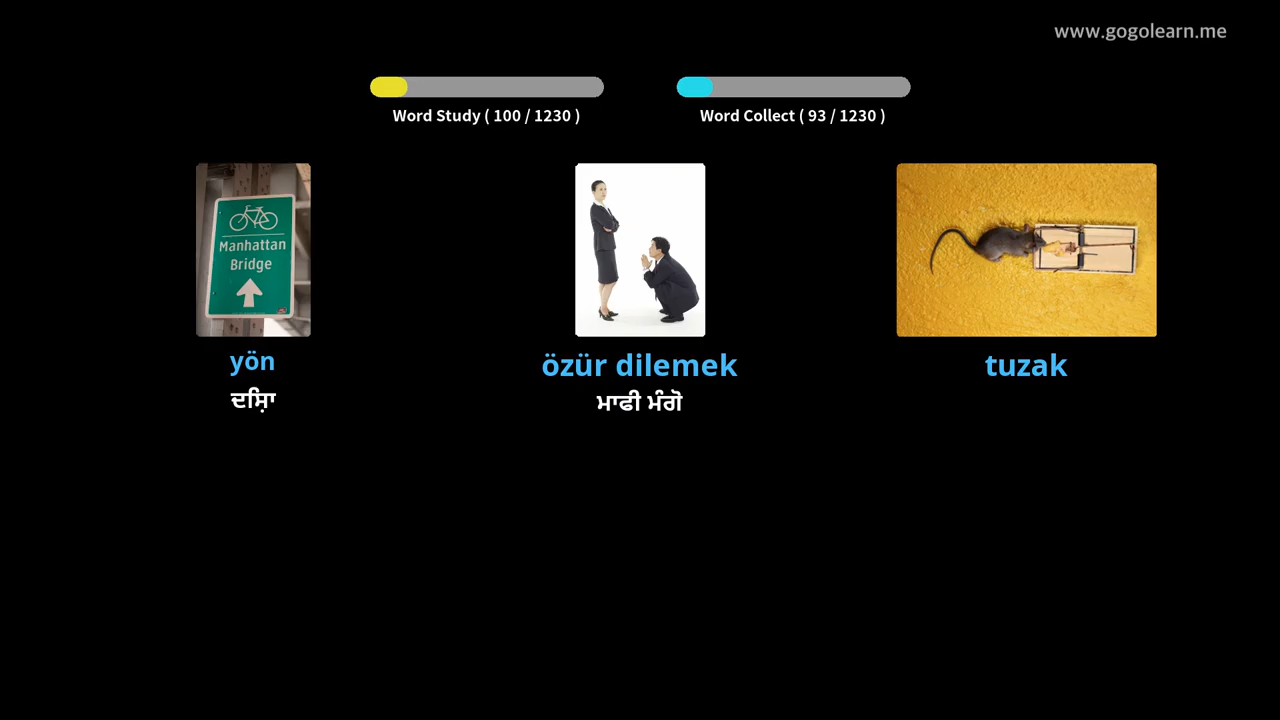 www.gogolearn.me
Word Study ( 100 / 1230 )
Word Collect ( 93 / 1230 )
Manhattan
Bridge
yön
özür dilemek
tuzak
ਦਸ਼ਿਾ
ਮਾਫੀ ਮੰਗੋ